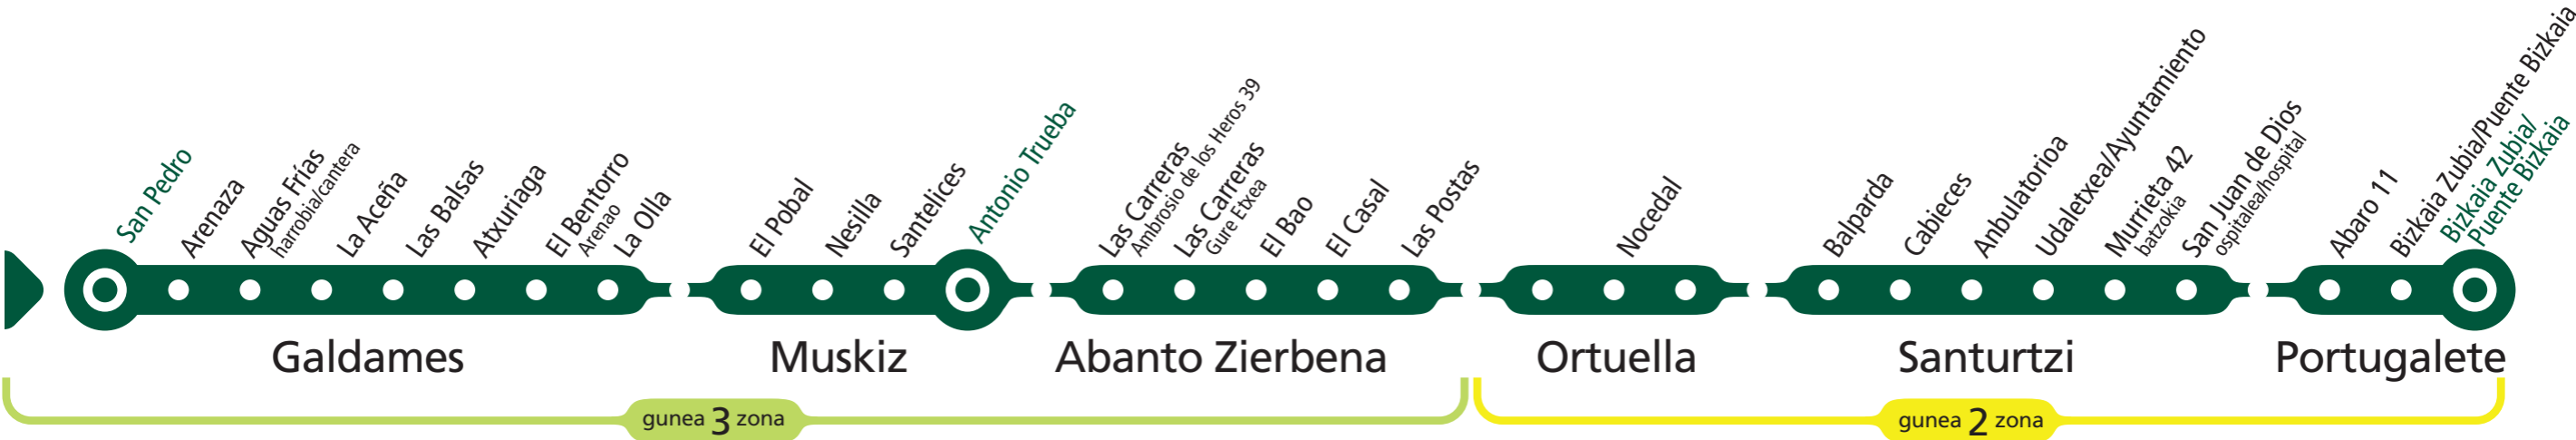 San Pedro
Arenaza
Aguas Frías
harrobia/cantera
La Aceña
Las Balsas
Atxuriaga
El Bentorro
Arenao
La Olla
El Pobal
Nesilla
Santelices
Antonio Trueba
Las Carreras
Ambrosio de los Heros 39
Las Carreras
Gure Etxea
El Bao
El Casal
Las Postas
Nocedal
Balparda
Cabieces
Anbulatorioa
Udaletxea/Ayuntamiento
Murrieta 42
batzokia
San Juan de Dios
ospitalea/hospital
Abaro 11
Bizkaia Zubia/Puente Bizkaia
Bizkaia Zubia/
Puente Bizkaia
Galdames
Muskiz
Abanto Zierbena
Ortuella
Santurtzi
Portugalete
gunea 3 zona
gunea 2 zona